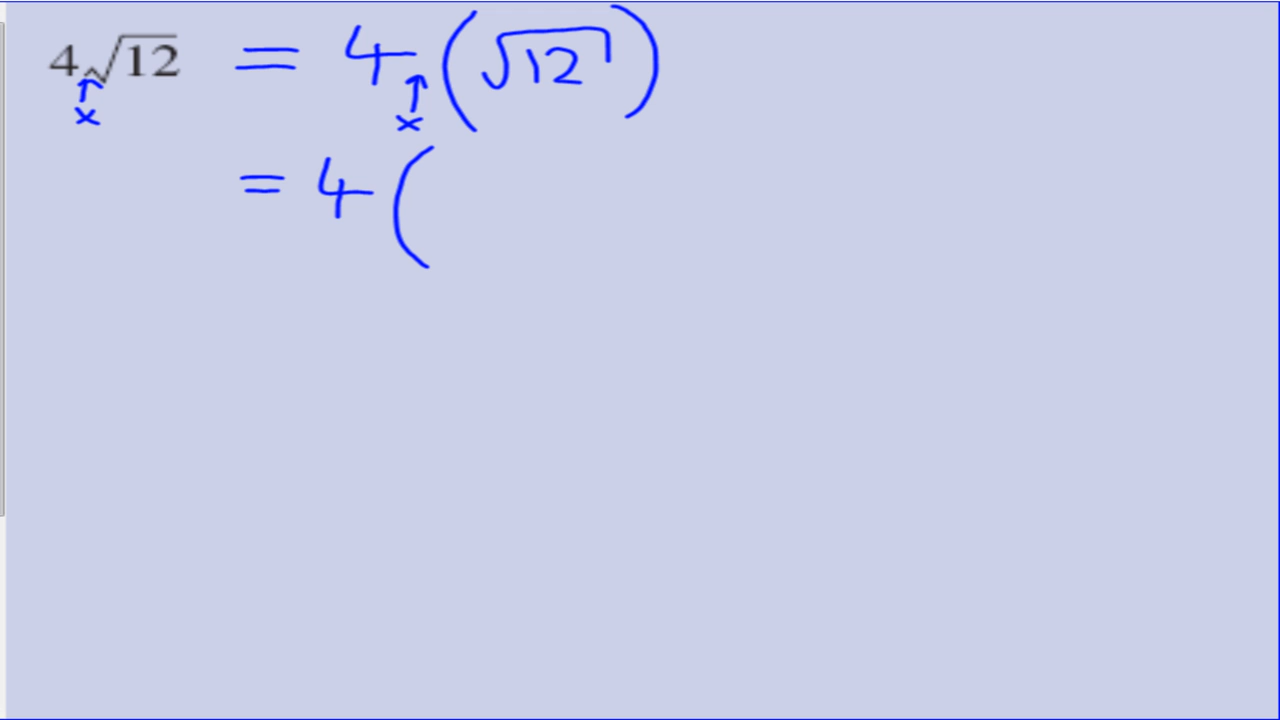 4√12 = 4(√12)
↑
x
↑
x
= 4(